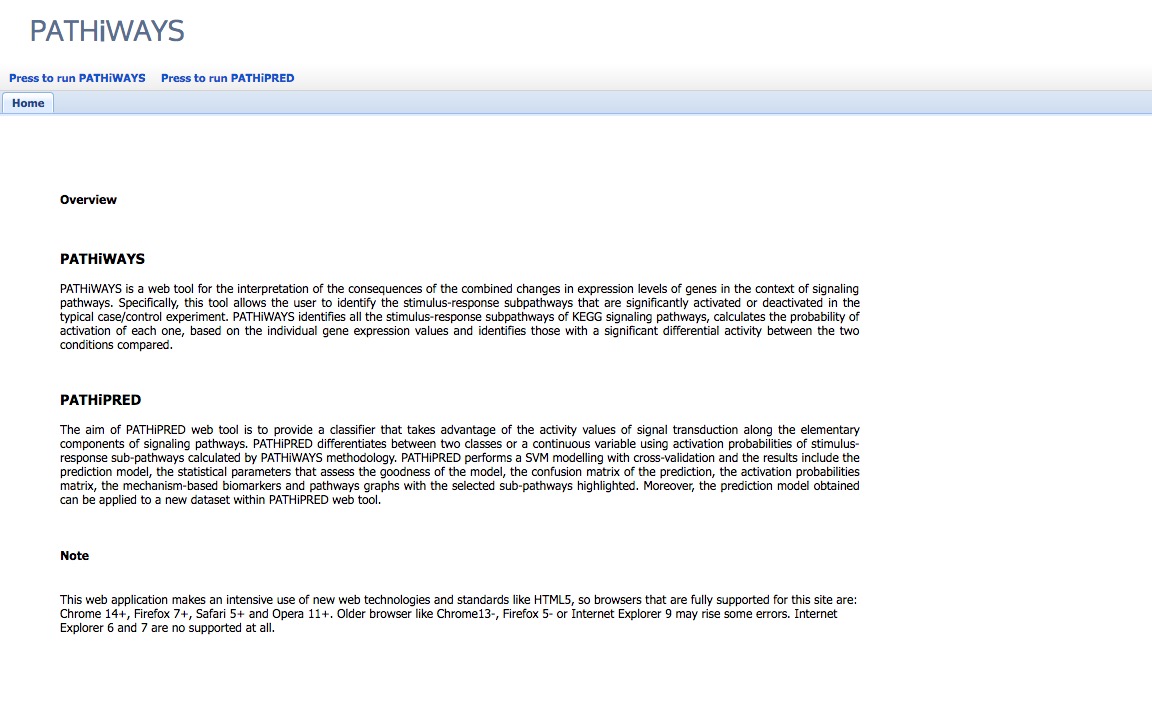 PATHiWAYS
Press to run PATHiWAYS Press to run PATHiPRED
Home
Overview
PATHiWAYS
PATHiWAYS is a web tool for the interpretation of the consequences of the combined changes in expression levels of genes in the context of signaling
pathways. Specifically, this tool allows the user to identify the stimulus-response subpathways that are significantly activated or deactivated in the
typical case/control experiment. PATHiWAYS identifies all the stimulus-response subpathways of KEGG signaling pathways, calculates the probability of
activation of each one, based on the individual gene expression values and identifies those with a significant differential activity between the two
conditions compared.
PATHiPRED
The aim of PATHiPRED web tool is to provide a classifier that takes advantage of the activity values of signal transduction along the elementary
components of signaling pathways. PATHiPRED differentiates between two classes or a continuous variable using activation probabilities of stimulus-
response sub-pathways calculated by PATHiWAYS methodology. PATHiPRED performs a SVM modelling with cross-validation and the results include the
prediction model, the statistical parameters that assess the goodness of the model, the confusion matrix of the prediction, the activation probabilities
matrix, the mechanism-based biomarkers and pathways graphs with the selected sub-pathways highlighted. Moreover, the prediction model obtained
can be applied to a new dataset within PATHiPRED web tool.
Note
This web application makes an intensive use of new web technologies and standards like HTML5, so browsers that are fully supported for this site are:
Chrome 14+, Firefox 7+, Safari 5+ and Opera 11+. Older browser like Chrome13-, Firefox 5- or Internet Explorer 9 may rise some errors. Internet
Explorer 6 and 7 are no supported at all.